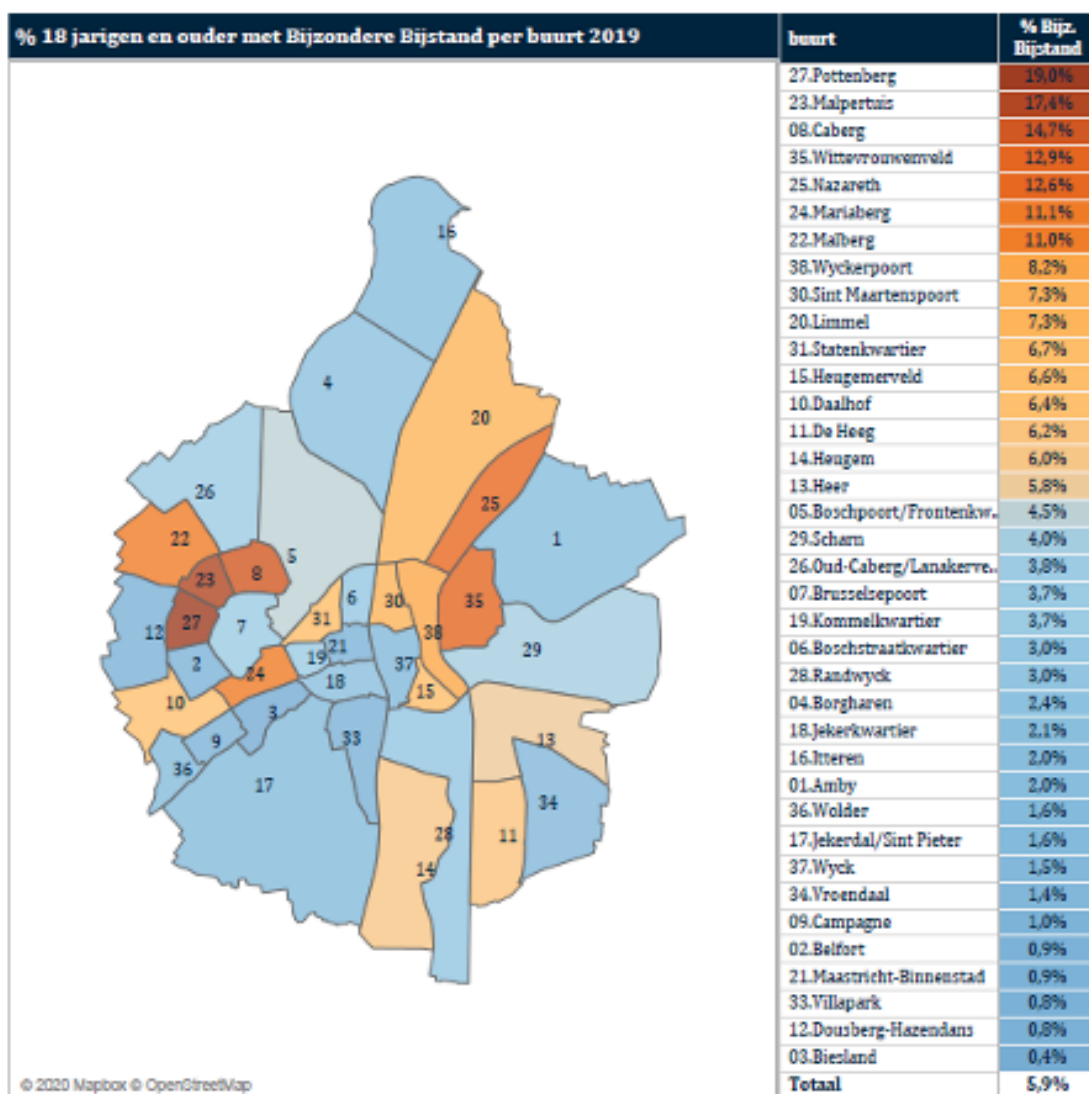 % 18 jarigen en ouder met Bijzondere Bijstand per buurt 2019
buurt % Bijz. Bijstand
27.Pottenberg 19,0%
23.Malpertuis 17,4%
08.Caberg 14,7%
35.Wittevrouwenveld 12,9%
25.Nazareth 12,6%
24.Mariaberg 11,1%
22.Malberg 11,0%
38.Wyckerpoort 8,2%
30.Sint Maartenspoort 7,3%
20.Limmel 7,3%
31.Statenkwartier 6,7%
15.Heugemerveld 6,6%
10.Daalhof 6,4%
11.De Heeg 6,2%
14.Heugem 6,0%
13.Heer 5,8%
05.Boschpoort/Frontenkw..
4,5%
29.Scharn 4,0%
26.Oud-Caberg/Lanakerve..
3,8%
07.Brusselsepoort 3,7%
19.Kommelkwartier 3,7%
06.Boschstraatkwartier 3,0%
28.Randwyck 3,0%
04.Borgharen 2,4%
18.Jekerkwartier 2,1%
16.Itteren 2,0%
01.Amby 2,0%
36.Wolder 1,6%
17.Jekerdal/Sint Pieter 1,6%
37.Wyck 1,5%
34.Vroendaal 1,4%
09.Campagne 1,0%
02.Belfort 0,9%
21.Maastricht-Binnenstad 0,9%
33.Villapark 0,8%
12.Dousberg-Hazendans 0,8%
03.Biesland 0,4%
Totaal 5,9%
16
4
20
26
25
22
1
5
23
8
6
30
35
27
7
31
38
12
21
29
2
19
37
24
18
15
10
3
13
9
33
36
17
34
28
11
14
© 2020 Mapbox © OpenStreetMap